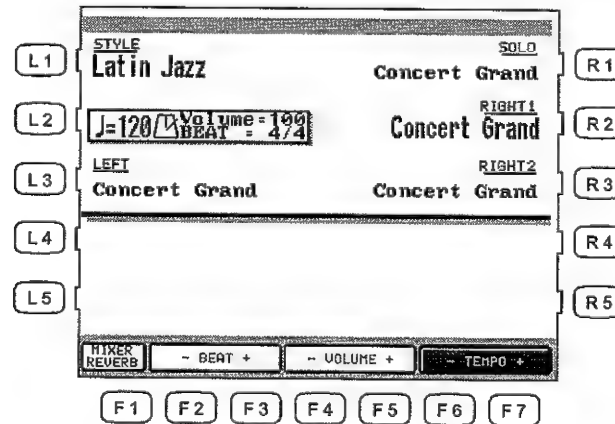 STYLE
Latin Jazz
SOLO
Concert Grand
♩=120 Volume=100
BEAT = 4/4
RIGHT1
Concert Grand
LEFT
Concert Grand
RIGHT2
Concert Grand
MIXER
REVERB
- BEAT +
- VOLUME +
- TEMPO +
L1
L2
L3
L4
L5
R1
R2
R3
R4
R5
F1 F2 F3 F4 F5 F6 F7